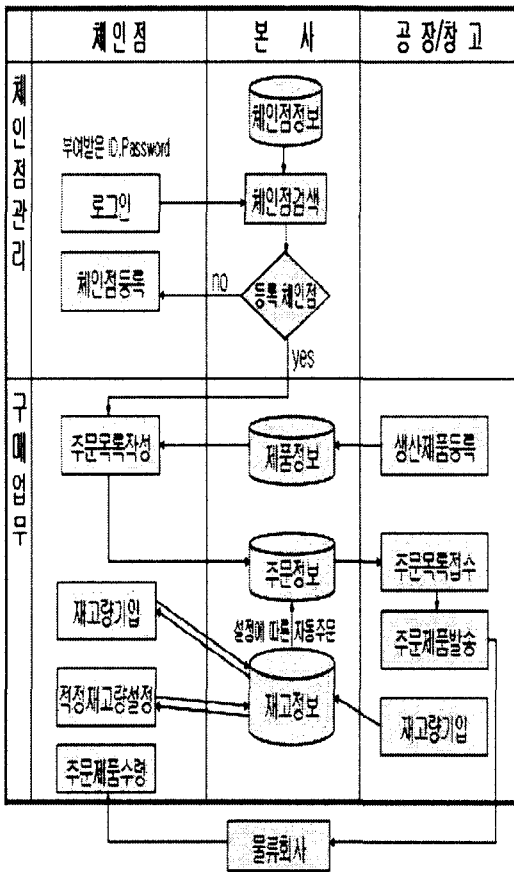 체인점
본 사
공 장/창 고
체인점관리
체인점정보
부여받은 ID,Password
로그인
체인점검색
체인점등록
no
등록 체인점
yes
구매업무
주문목록작성
제품정보
생산제품등록
주문정보
주문목록접수
재고량기입
설정에 따른 자동주문
주문제품발송
적정재고량설정
재고정보
재고량기입
주문제품수령
물류회사